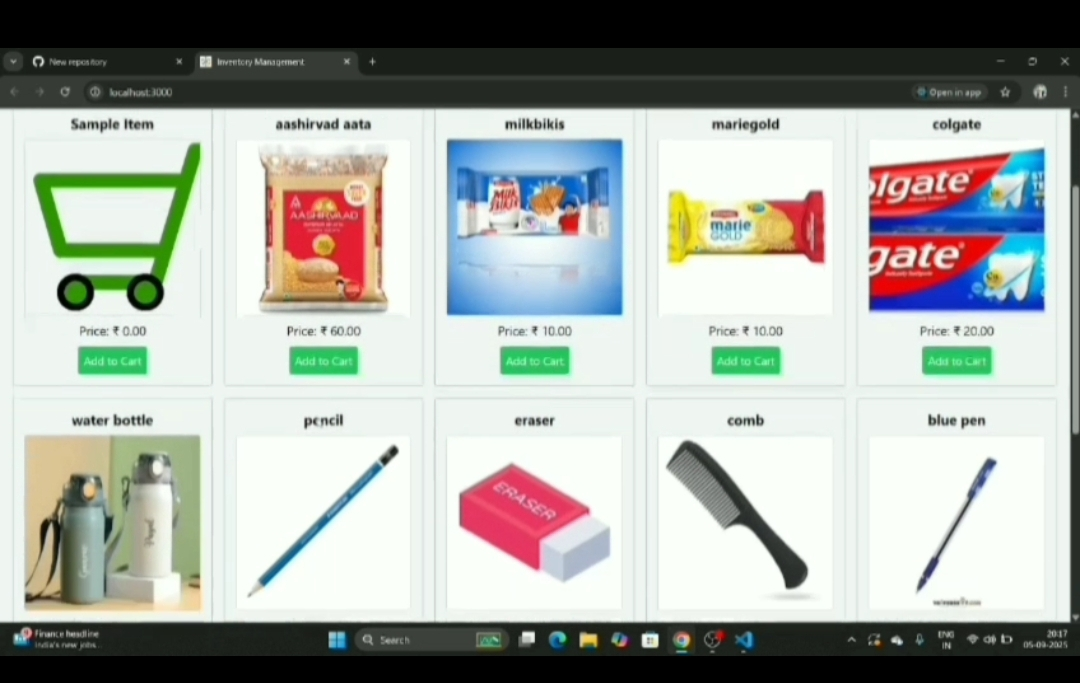 New repository
Inventory Management
localhost:3000
Open in app
Sample Item
aashirvad aata
milkbikis
mariegold
colgate
AASHIRVAAD
MILK BIKIS
marie
GOLD
olgate
gate
Price: ₹ 0.00
Price: ₹ 60.00
Price: ₹ 10.00
Price: ₹ 10.00
Price: ₹ 20.00
Add to Cart
Add to Cart
Add to Cart
Add to Cart
Add to Cart
water bottle
pencil
eraser
comb
blue pen
ERASER
Finance headline
India's new jobs...
Search
ENG
IN
20:17
05-09-2025